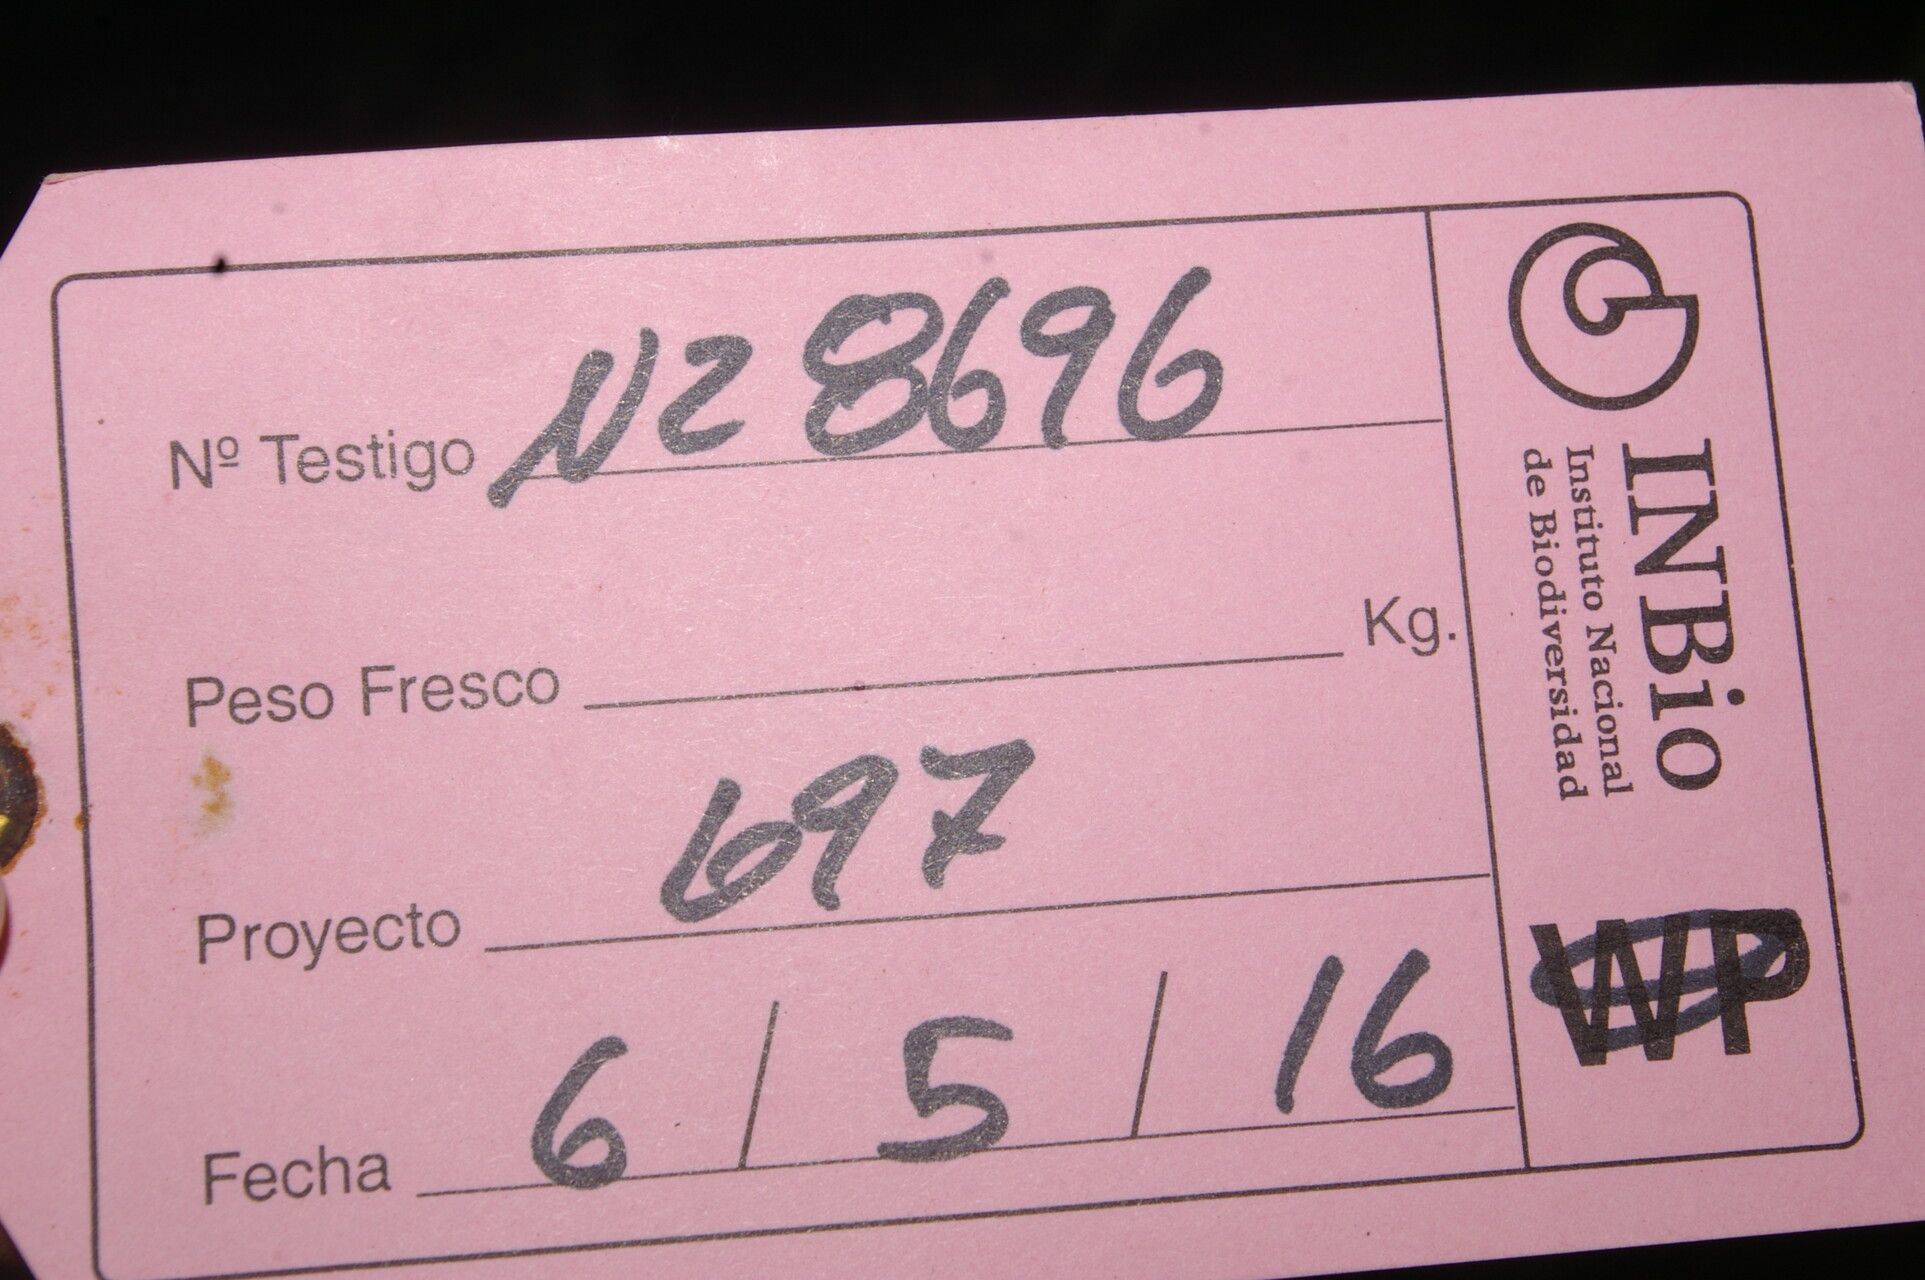 Nº Testigo NZ 8696
Peso Fresco Kg.
Proyecto 697
Fecha 6 / 5 / 16
INBio
Instituto Nacional
de Biodiversidad
WP